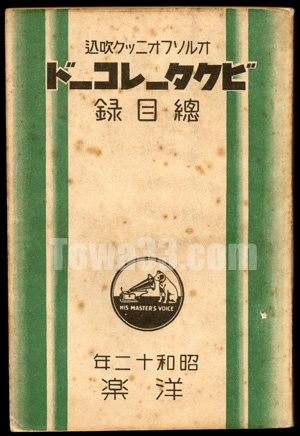 オルソフオニック吹込
ビクターレコード
總目録
Towa33.com
HIS MASTER'S VOICE
昭和十二年
洋楽